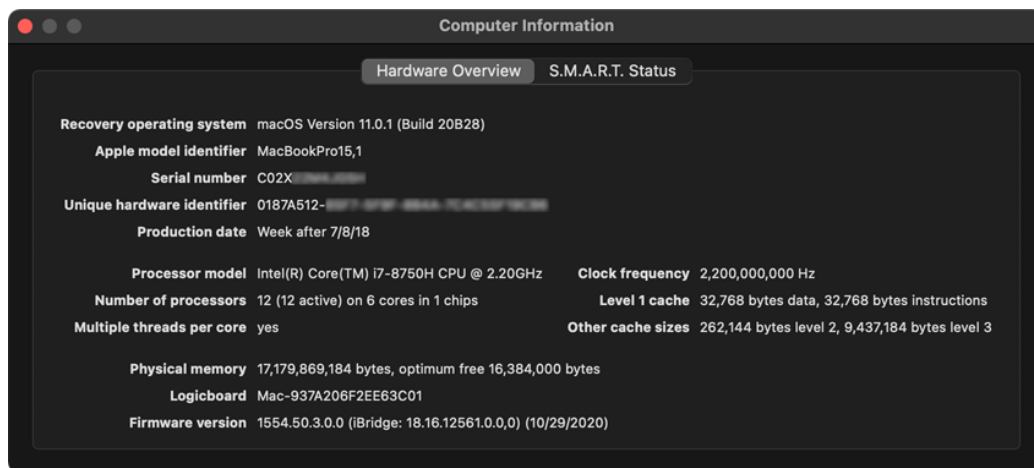 Computer Information
Hardware Overview S.M.A.R.T. Status
Recovery operating system macOS Version 11.0.1 (Build 20B28)
Apple model identifier MacBookPro15,1
Serial number C02X
Unique hardware identifier 0187A512-
Production date Week after 7/8/18
Processor model Intel(R) Core(TM) i7-8750H CPU @ 2.20GHz Clock frequency 2,200,000,000 Hz
Number of processors 12 (12 active) on 6 cores in 1 chips Level 1 cache 32,768 bytes data, 32,768 bytes instructions
Multiple threads per core yes Other cache sizes 262,144 bytes level 2, 9,437,184 bytes level 3
Physical memory 17,179,869,184 bytes, optimum free 16,384,000 bytes
Logicboard Mac-937A206F2EE63C01
Firmware version 1554.50.3.0.0 (iBridge: 18.16.12561.0.0,0) (10/29/2020)